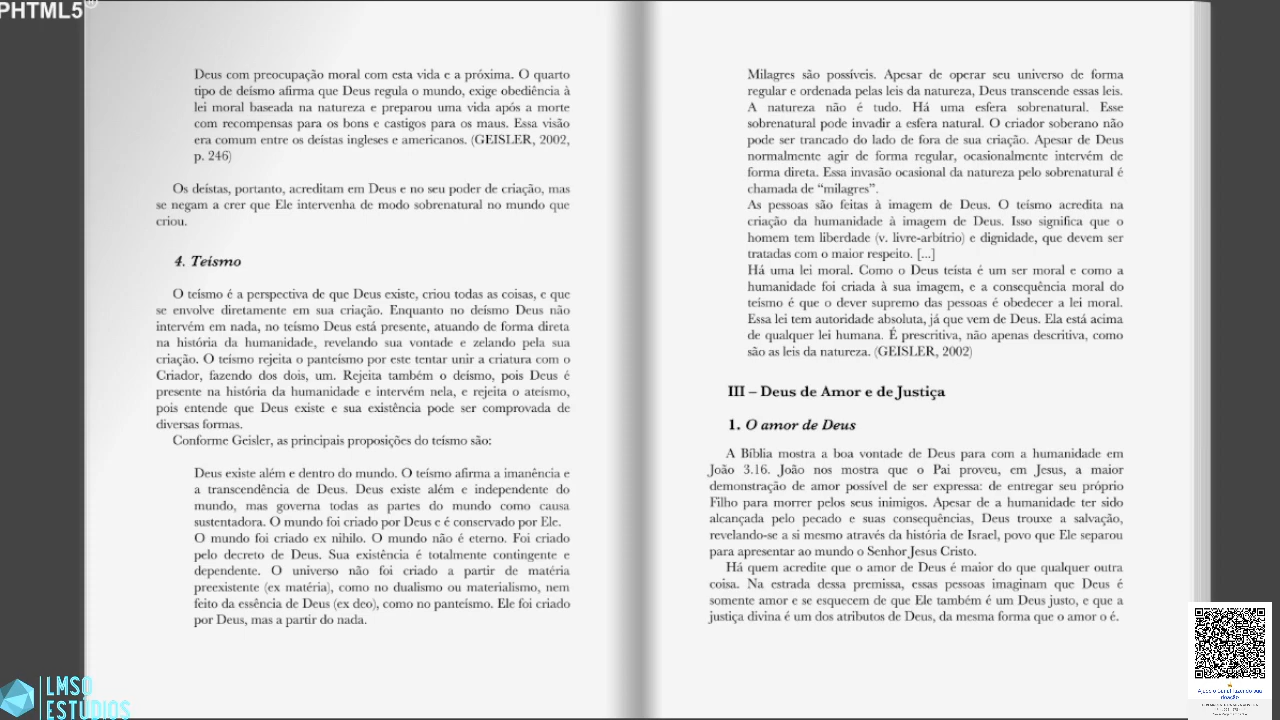 PHTML5®
Deus com preocupação moral com esta vida e a próxima. O quarto
tipo de deísmo afirma que Deus regula o mundo, exige obediência à
lei moral baseada na natureza e preparou uma vida após a morte
com recompensas para os bons e castigos para os maus. Essa visão
era comum entre os deístas ingleses e americanos. (GEISLER, 2002,
p. 246)
Os deístas, portanto, acreditam em Deus e no seu poder de criação, mas
se negam a crer que Ele intervenha de modo sobrenatural no mundo que
criou.
4. Teísmo
O teísmo é a perspectiva de que Deus existe, criou todas as coisas, e que
se envolve diretamente em sua criação. Enquanto no deísmo Deus não
intervém em nada, no teísmo Deus está presente, atuando de forma direta
na história da humanidade, revelando sua vontade e zelando pela sua
criação. O teísmo rejeita o panteísmo por este tentar unir a criatura com o
Criador, fazendo dos dois, um. Rejeita também o deísmo, pois Deus é
presente na história da humanidade e intervém nela, e rejeita o ateísmo,
pois entende que Deus existe e sua existência pode ser comprovada de
diversas formas.
Conforme Geisler, as principais proposições do teísmo são:
Deus existe além e dentro do mundo. O teísmo afirma a imanência e
a transcendência de Deus. Deus existe além e independente do
mundo, mas governa todas as partes do mundo como causa
sustentadora. O mundo foi criado por Deus e é conservado por Ele.
O mundo foi criado ex nihilo. O mundo não é eterno. Foi criado
pelo decreto de Deus. Sua existência é totalmente contingente e
dependente. O universo não foi criado a partir de matéria
preexistente (ex matéria), como no dualismo ou materialismo, nem
feito da essência de Deus (ex deo), como no panteísmo. Ele foi criado
por Deus, mas a partir do nada.
Milagres são possíveis. Apesar de operar seu universo de forma
regular e ordenada pelas leis da natureza, Deus transcende essas leis.
A natureza não é tudo. Há uma esfera sobrenatural. Esse
sobrenatural pode invadir a esfera natural. O criador soberano não
pode ser trancado do lado de fora de sua criação. Apesar de Deus
normalmente agir de forma regular, ocasionalmente intervém de
forma direta. Essa invasão ocasional da natureza pelo sobrenatural é
chamada de “milagres”.
As pessoas são feitas à imagem de Deus. O teísmo acredita na
criação da humanidade à imagem de Deus. Isso significa que o
homem tem liberdade (v. livre-arbítrio) e dignidade, que devem ser
tratadas com o maior respeito. [...]
Há uma lei moral. Como o Deus teísta é um ser moral e como a
humanidade foi criada à sua imagem, e a consequência moral do
teísmo é que o dever supremo das pessoas é obedecer a lei moral.
Essa lei tem autoridade absoluta, já que vem de Deus. Ela está acima
de qualquer lei humana. É prescritiva, não apenas descritiva, como
são as leis da natureza. (GEISLER, 2002)
III – Deus de Amor e de Justiça
1. O amor de Deus
A Bíblia mostra a boa vontade de Deus para com a humanidade em
João 3.16. João nos mostra que o Pai proveu, em Jesus, a maior
demonstração de amor possível de ser expressa: de entregar seu próprio
Filho para morrer pelos seus inimigos. Apesar de a humanidade ter sido
alcançada pelo pecado e suas consequências, Deus trouxe a salvação,
revelando-se a si mesmo através da história de Israel, povo que Ele separou
para apresentar ao mundo o Senhor Jesus Cristo.
Há quem acredite que o amor de Deus é maior do que qualquer outra
coisa. Na estrada dessa premissa, essas pessoas imaginam que Deus é
somente amor e se esquecem de que Ele também é um Deus justo, e que a
justiça divina é um dos atributos de Deus, da mesma forma que o amor o é.
LMSO
ESTÚDIOS